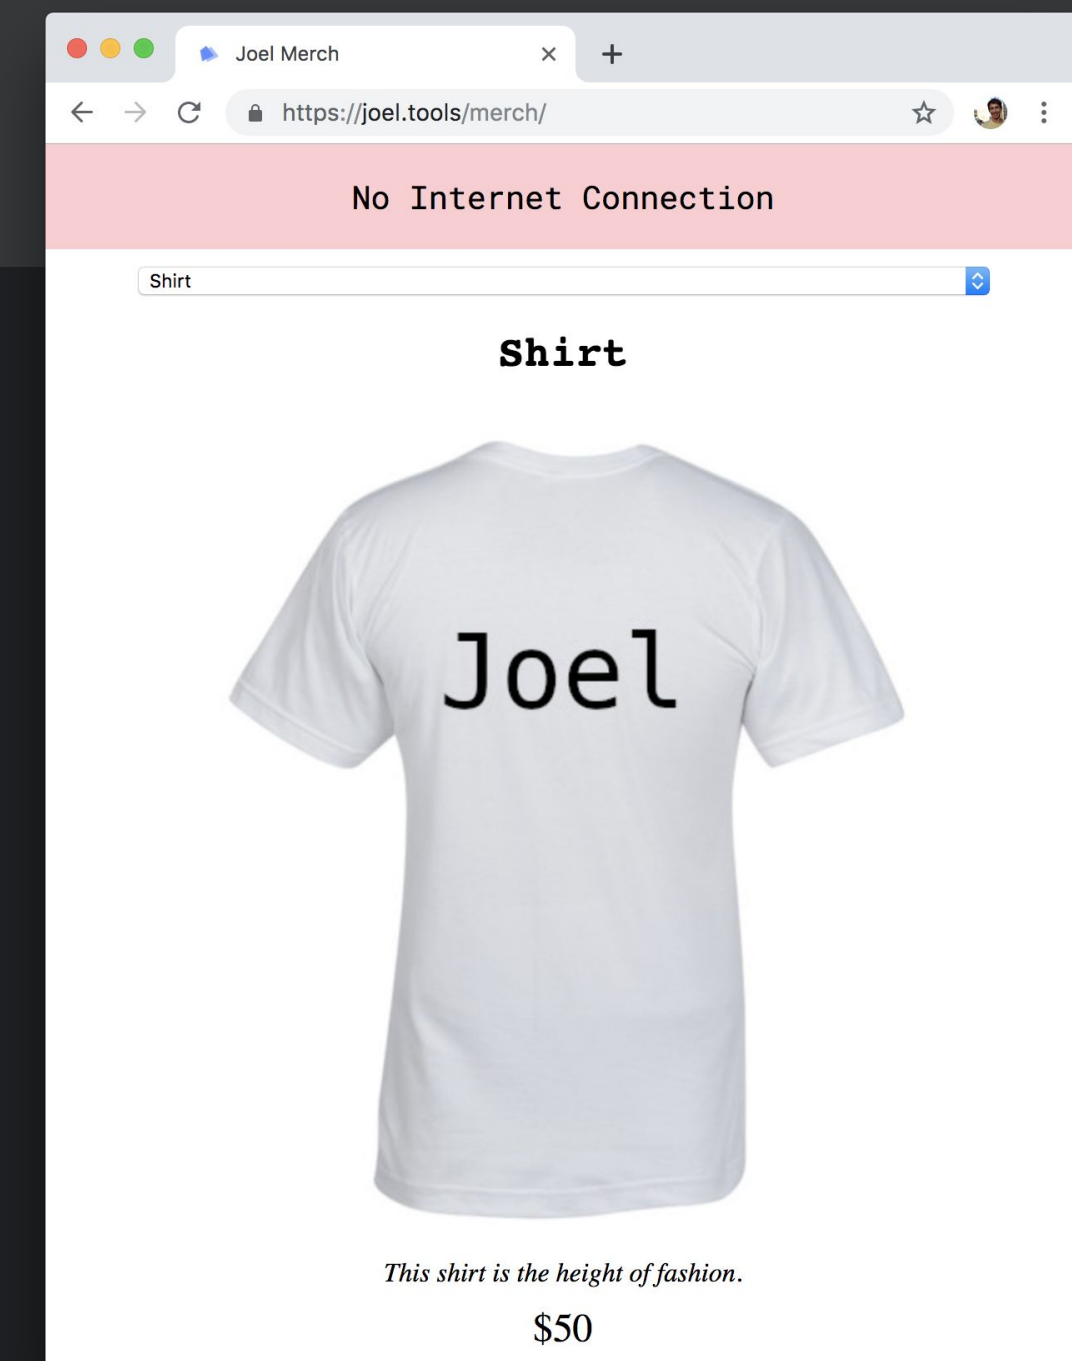 Joel Merch
https://joel.tools/merch/
No Internet Connection
Shirt
Shirt
Joel
This shirt is the height of fashion.
$50